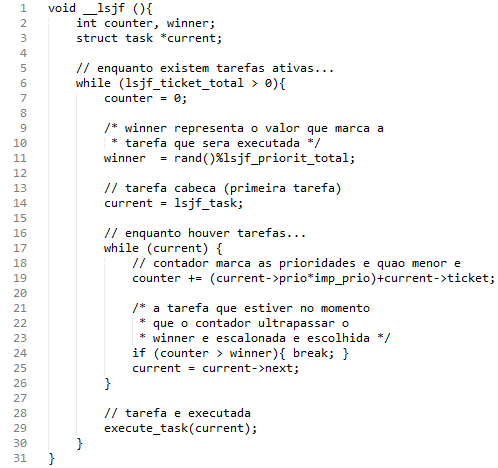 1 void __lsjf (){
2     int counter, winner;
3     struct task *current;
4
5     // enquanto existem tarefas ativas...
6     while (lsjf_ticket_total > 0){
7         counter = 0;
8
9         /* winner representa o valor que marca a
10          * tarefa que sera executada */
11         winner  = rand()%lsjf_priorit_total;
12
13         // tarefa cabeca (primeira tarefa)
14         current = lsjf_task;
15
16         // enquanto houver tarefas...
17         while (current) {
18             // contador marca as prioridades e quao menor e
19             counter += (current->prio*imp_prio)+current->ticket;
20
21             /* a tarefa que estiver no momento
22              * que o contador ultrapassar o
23              * winner e escalonada e escolhida */
24             if (counter > winner){ break; }
25             current = current->next;
26         }
27
28         // tarefa e executada
29         execute_task(current);
30     }
31 }